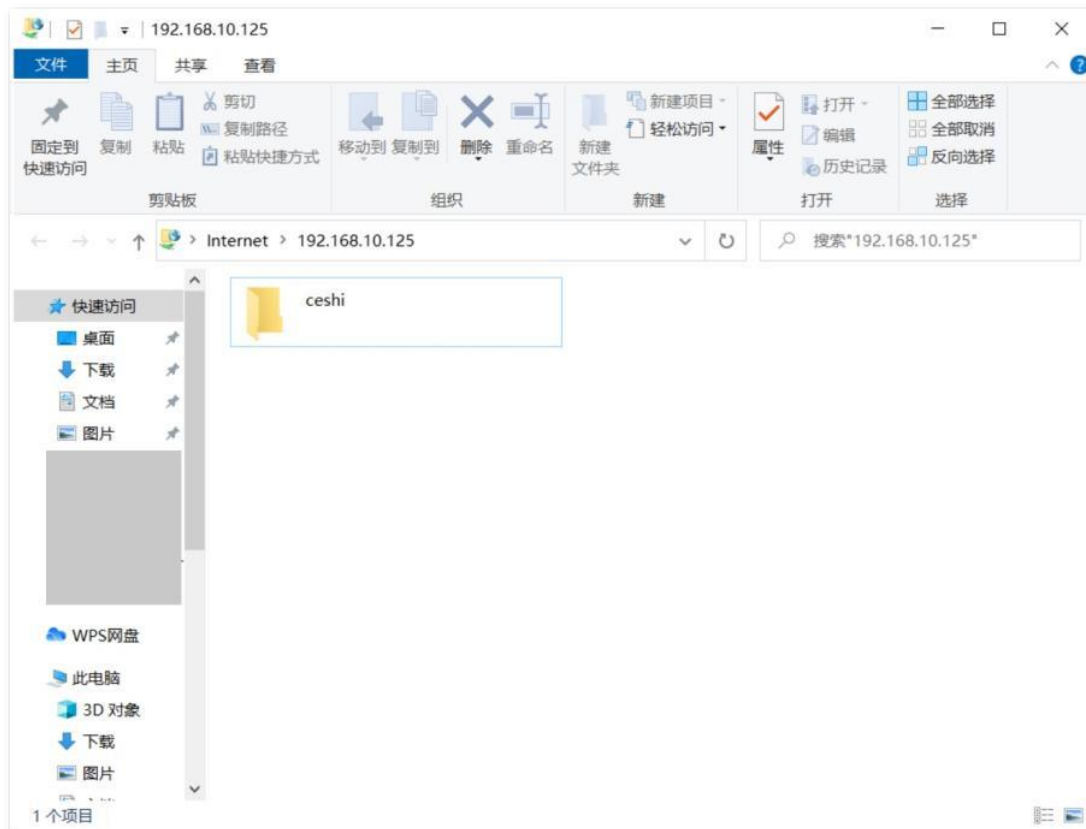 192.168.10.125
文件 主页 共享 查看
固定到
快速访问
复制
粘贴
剪切
复制路径
粘贴快捷方式
剪贴板
移动到 复制到 删除 重命名
组织
新建
文件夹
新建项目
轻松访问
新建
属性
打开
编辑
历史记录
打开
全部选择
全部取消
反向选择
选择
Internet > 192.168.10.125
搜索"192.168.10.125"
快速访问
桌面
下载
文档
图片
WPS网盘
此电脑
3D 对象
下载
图片
ceshi
1 个项目